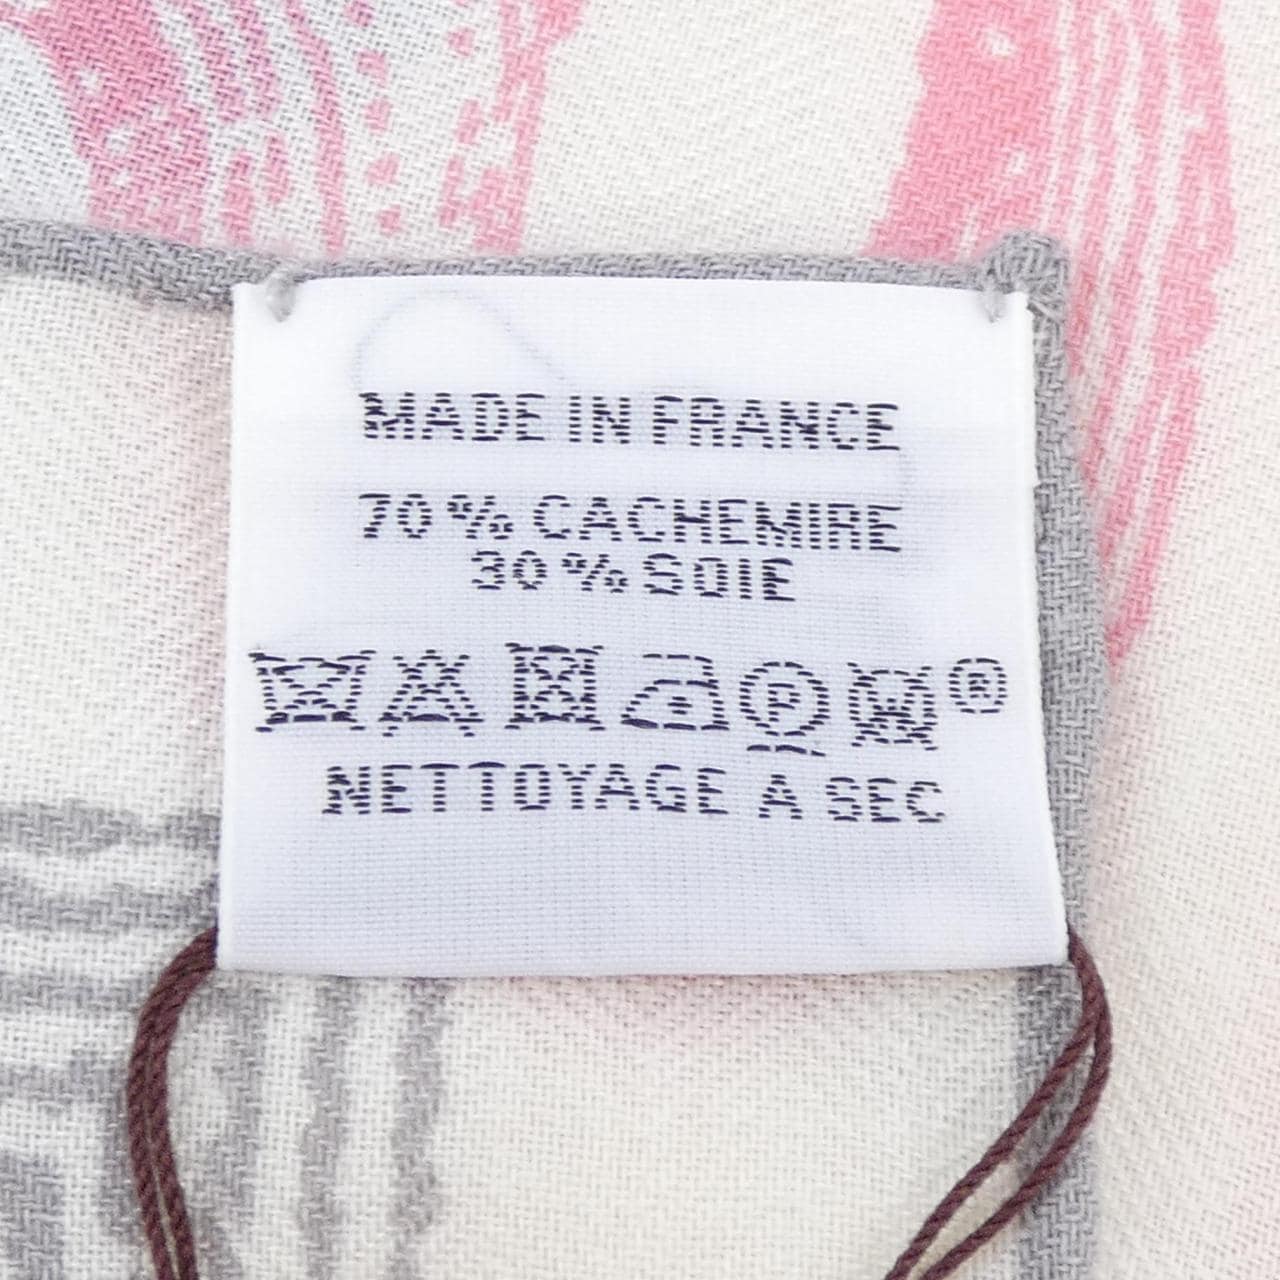 MADE IN FRANCE
70% CACHEMIRE
30% SOIE
P W ®
NETTOYAGE A SEC